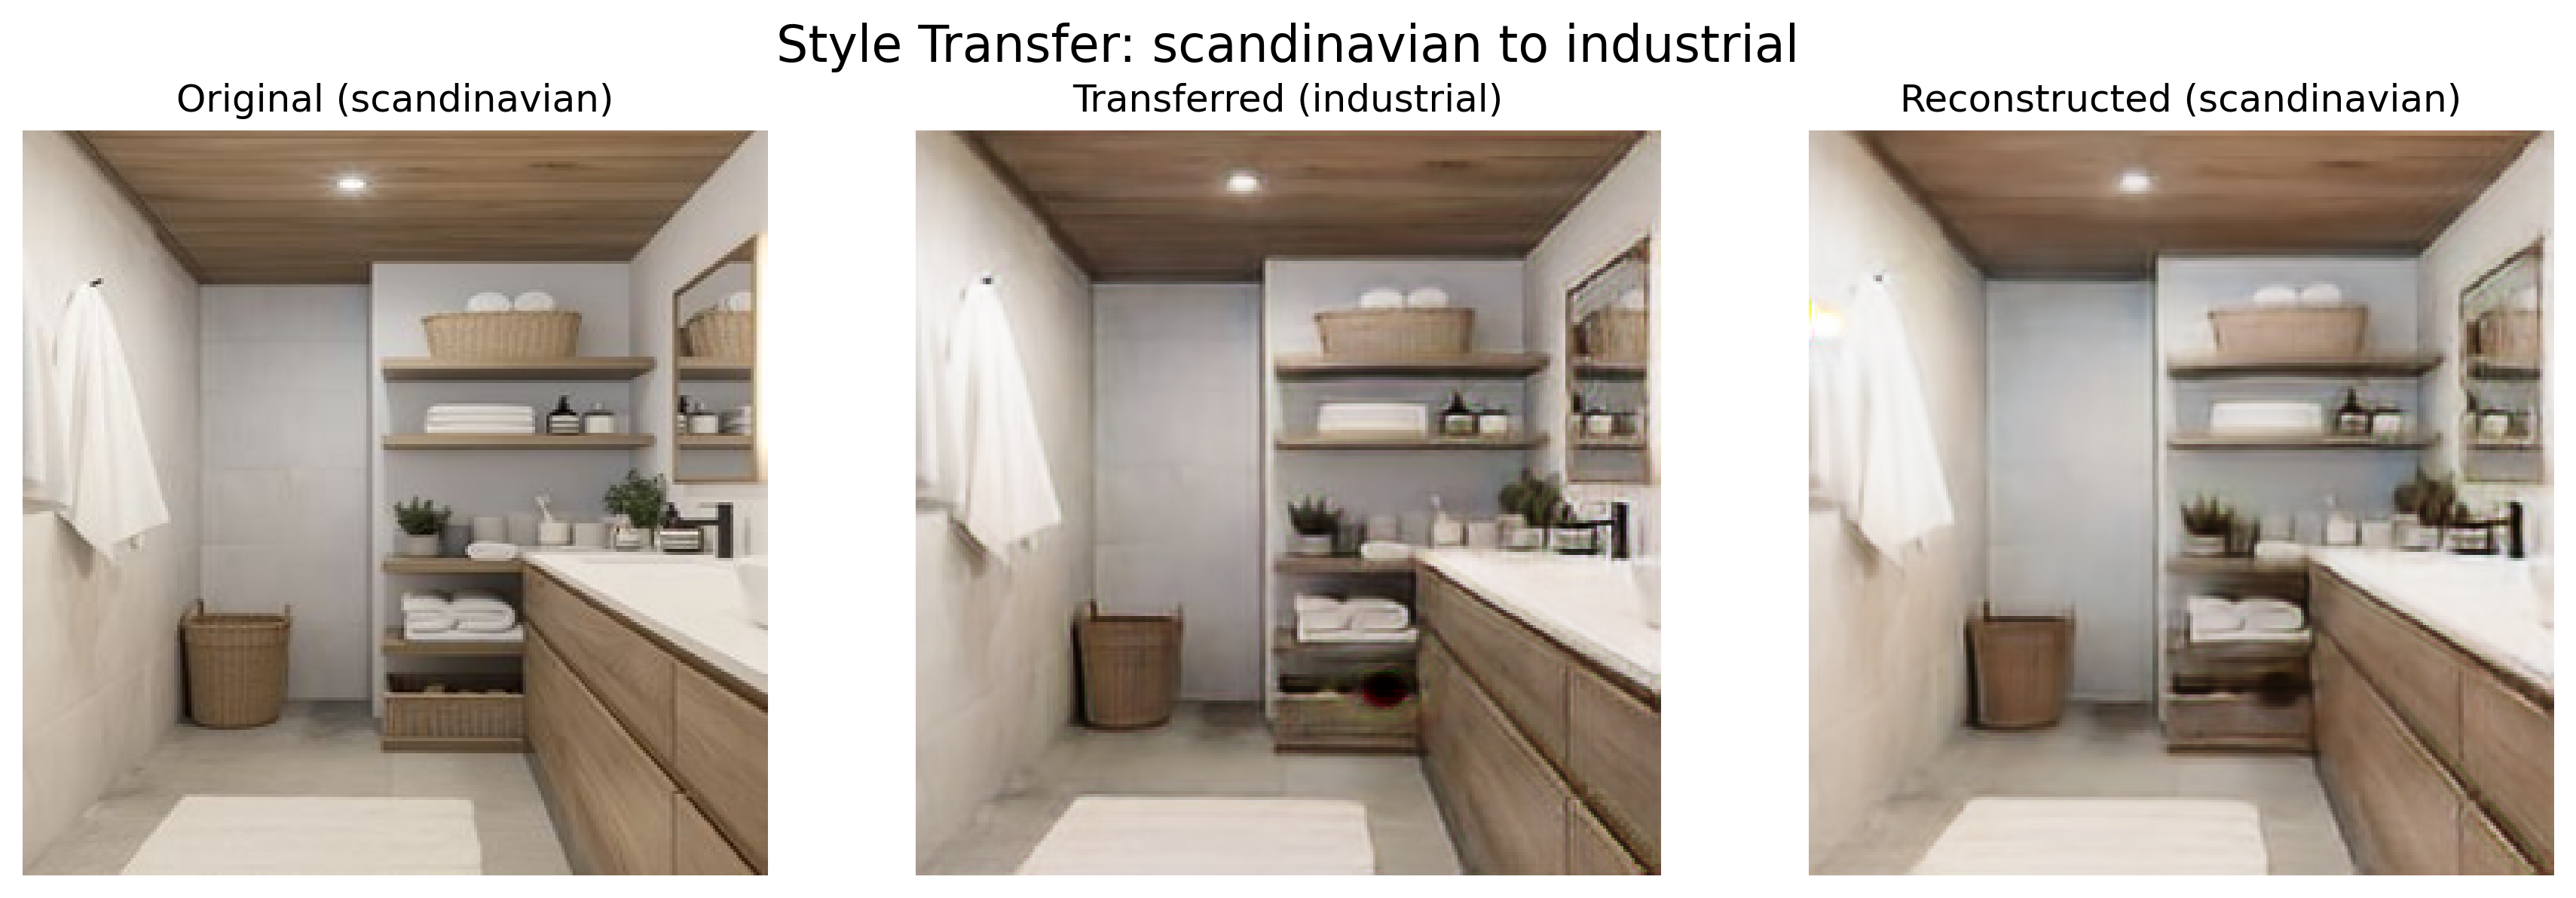 Style Transfer: scandinavian to industrial
Original (scandinavian)
Transferred (industrial)
Reconstructed (scandinavian)